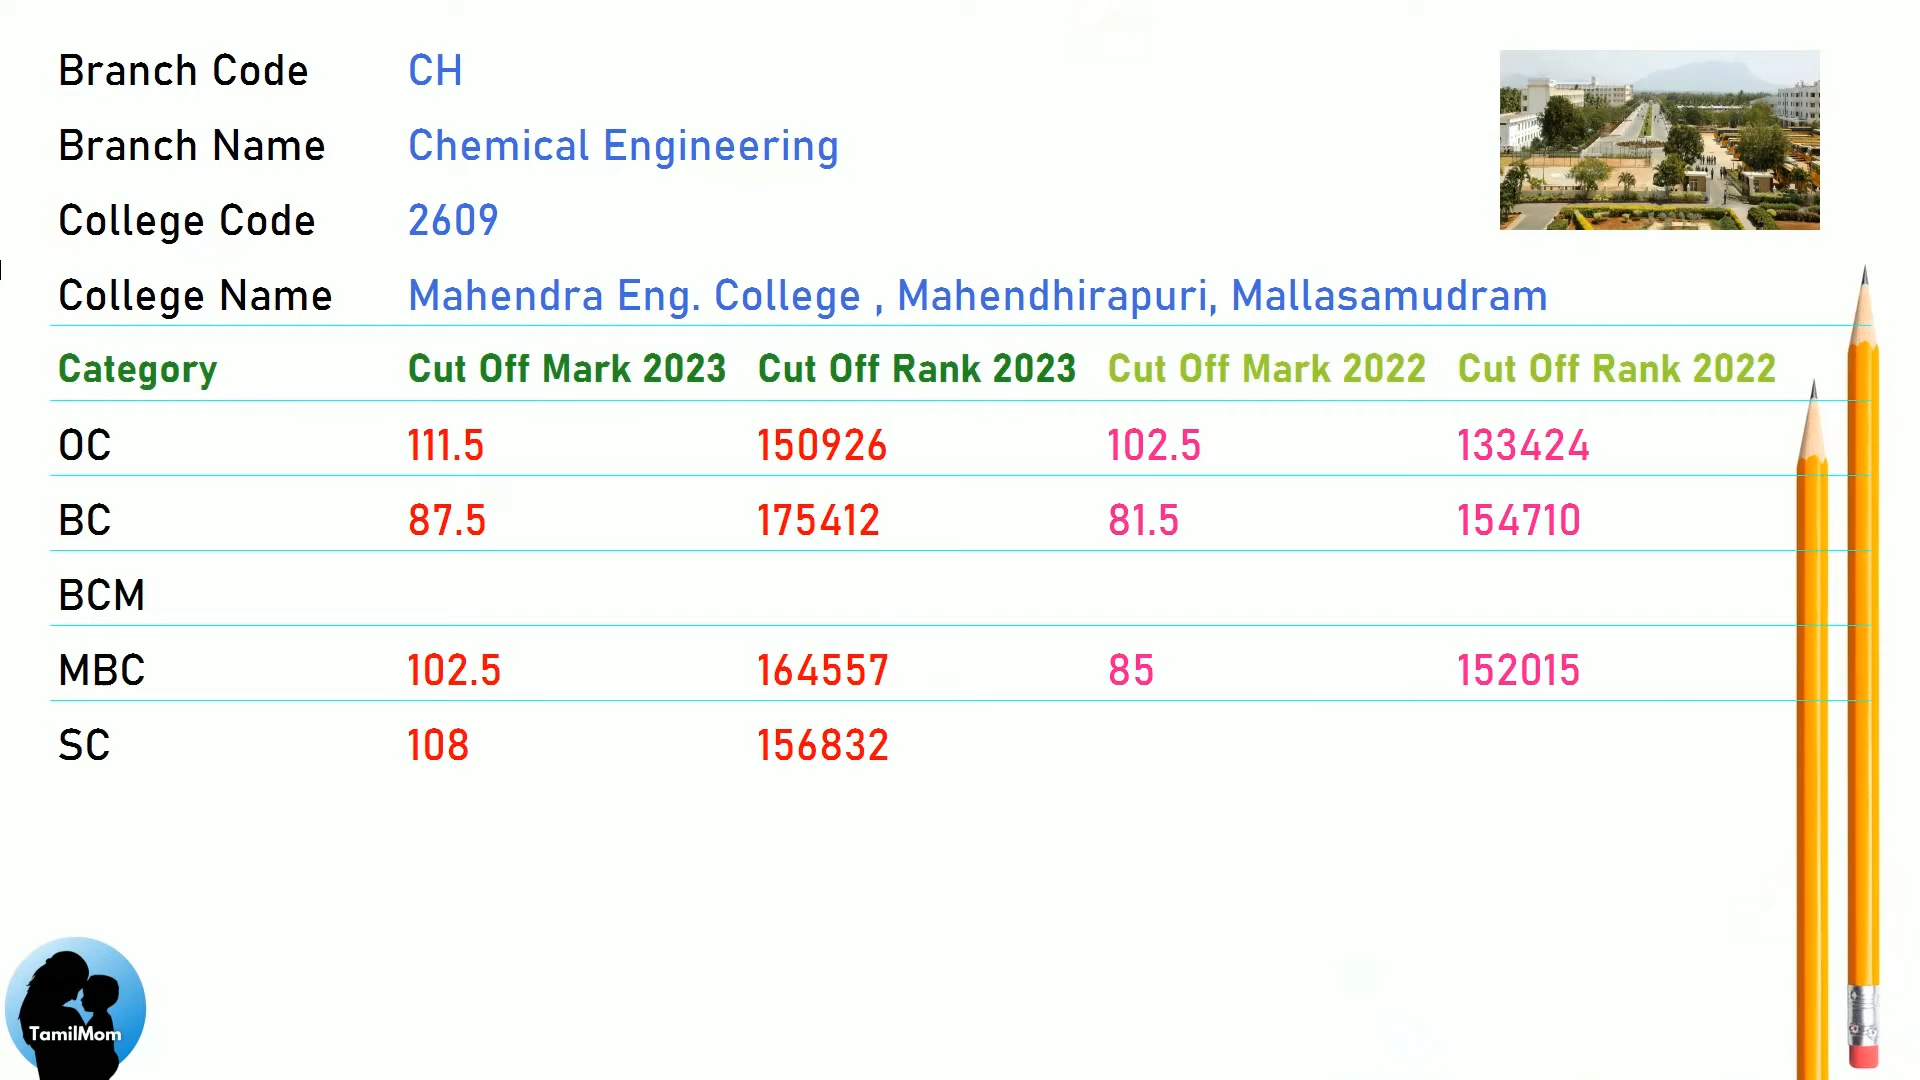 Branch Code CH
Branch Name Chemical Engineering
College Code 2609
College Name Mahendra Eng. College , Mahendhirapuri, Mallasamudram
Category Cut Off Mark 2023 Cut Off Rank 2023 Cut Off Mark 2022 Cut Off Rank 2022
OC 111.5 150926 102.5 133424
BC 87.5 175412 81.5 154710
BCM
MBC 102.5 164557 85 152015
SC 108 156832
TamilMom